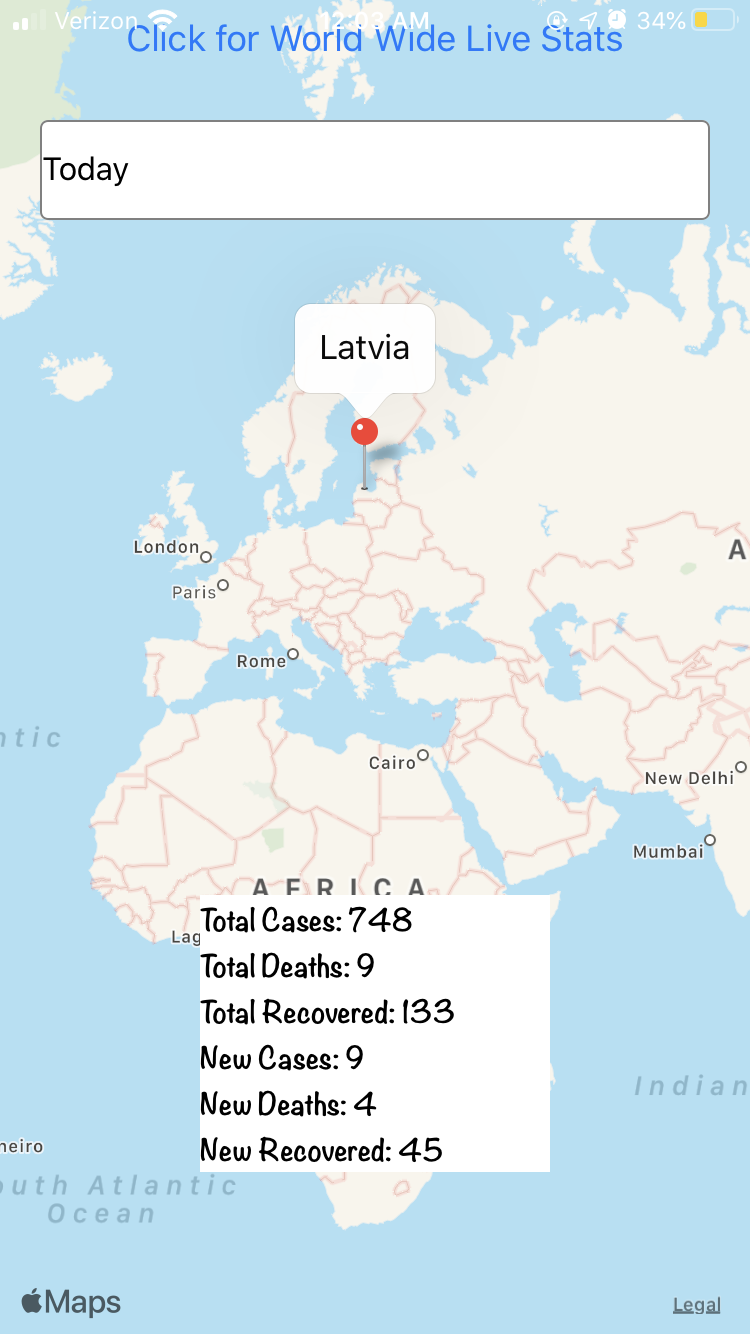 Verizon 12:03 AM 34%
Click for World Wide Live Stats
Today
Latvia
London
A
Paris
Rome
ntic
Cairo
New Delhi
Mumbai
AFRICA
Lag
Total Cases: 748
Total Deaths: 9
Total Recovered: 133
New Cases: 9
New Deaths: 4
New Recovered: 45
Indian
neiro
outh Atlantic
Ocean
Maps
Legal